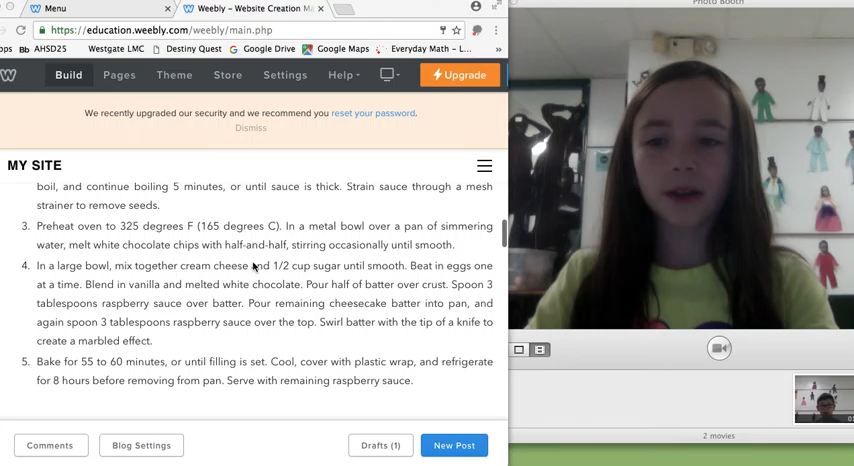 Menu
Weebly – Website Creation M
Photo Booth
https://education.weebly.com/weebly/main.php
pps
AHSD25
Westgate LMC
Destiny Quest
Google Drive
Google Maps
Everyday Math – L...
»
Build
Pages
Theme
Store
Settings
Help
Upgrade
We recently upgraded our security and we recommend you reset your password.
Dismiss
MY SITE
boil, and continue boiling 5 minutes, or until sauce is thick. Strain sauce through a mesh
strainer to remove seeds.
3. Preheat oven to 325 degrees F (165 degrees C). In a metal bowl over a pan of simmering
water, melt white chocolate chips with half-and-half, stirring occasionally until smooth.
4. In a large bowl, mix together cream cheese and 1/2 cup sugar until smooth. Beat in eggs one
at a time. Blend in vanilla and melted white chocolate. Pour half of batter over crust. Spoon 3
tablespoons raspberry sauce over batter. Pour remaining cheesecake batter into pan, and
again spoon 3 tablespoons raspberry sauce over the top. Swirl batter with the tip of a knife to
create a marbled effect.
5. Bake for 55 to 60 minutes, or until filling is set. Cool, cover with plastic wrap, and refrigerate
for 8 hours before removing from pan. Serve with remaining raspberry sauce.
Comments
Blog Settings
Drafts (1)
New Post
2 movies